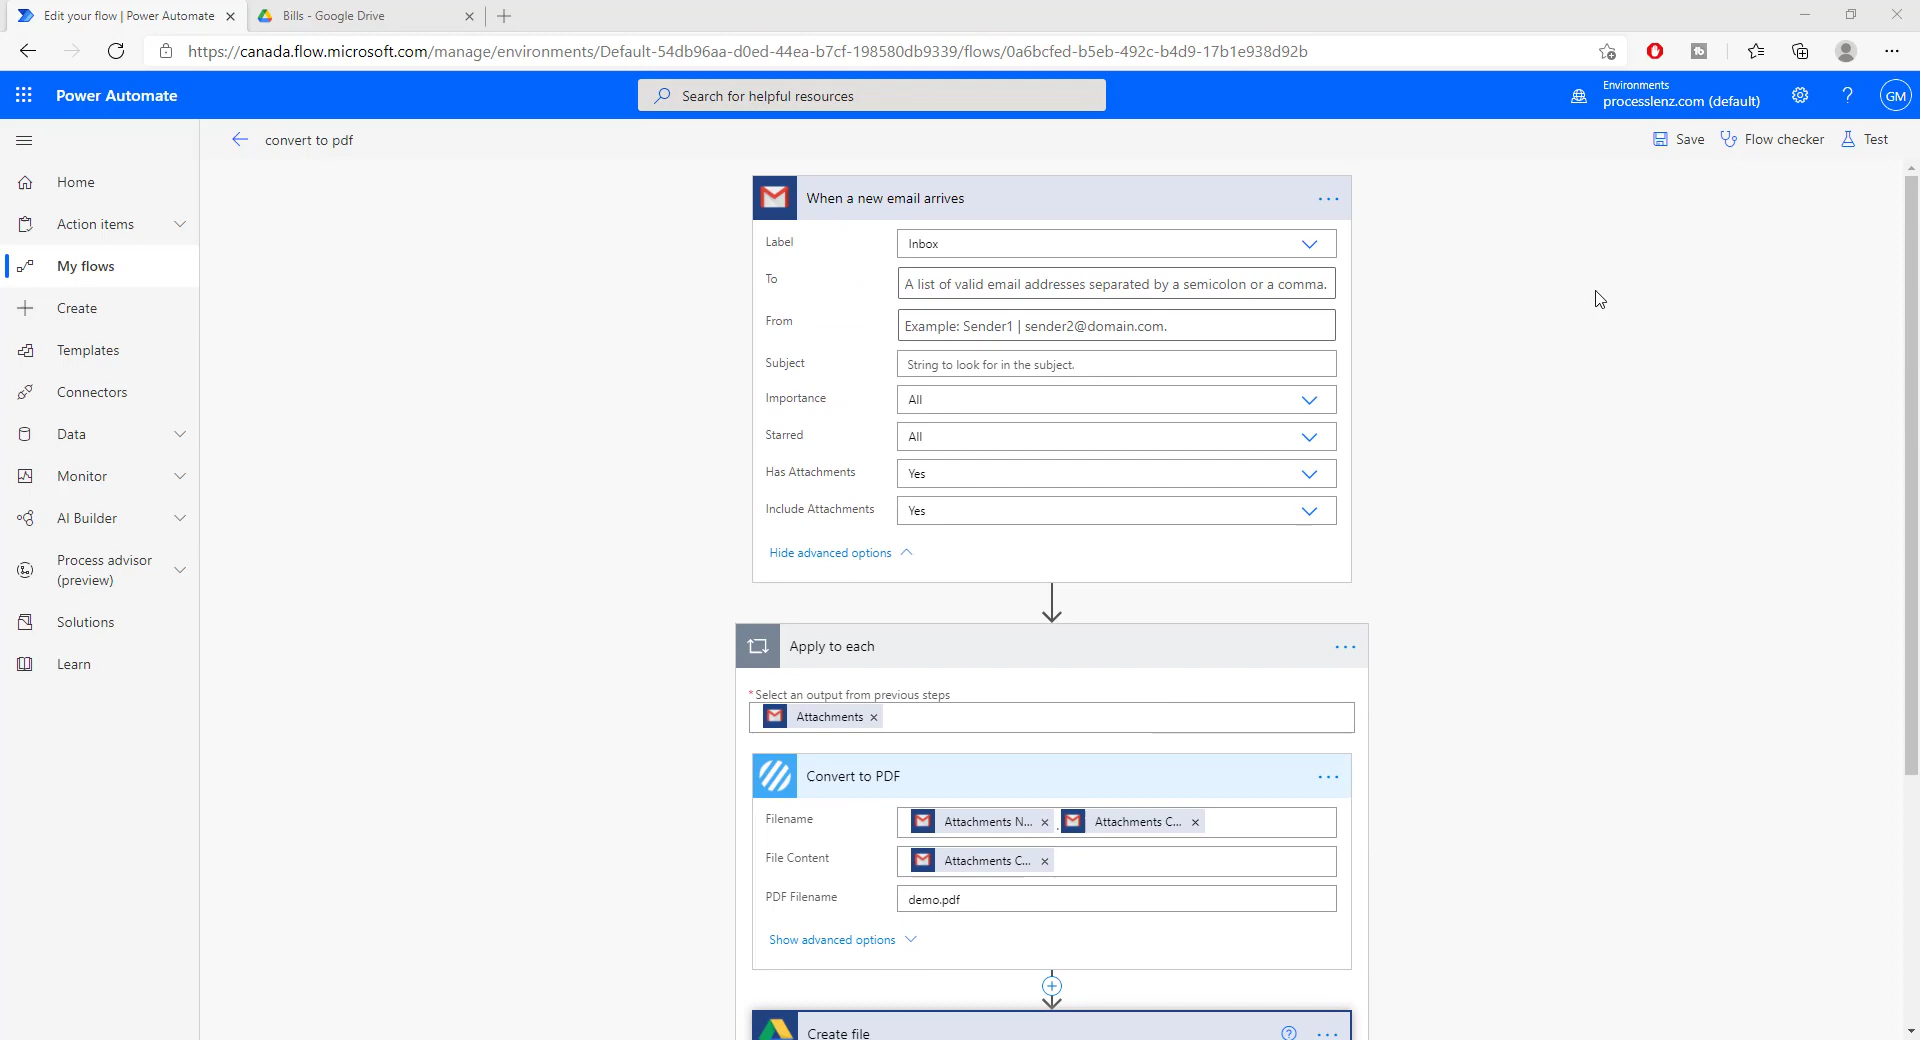 Edit your flow | Power Automate
Bills - Google Drive
https://canada.flow.microsoft.com/manage/environments/Default-54db96aa-d0ed-44ea-b7cf-198580db9339/flows/0a6bcfed-b5eb-492c-b4d9-17b1e938d92b
Power Automate
Search for helpful resources
Environments
processlenz.com (default)
?
GM
convert to pdf
Save
Flow checker
Test
Home
Action items
My flows
Create
Templates
Connectors
Data
Monitor
AI Builder
Process advisor
(preview)
Solutions
Learn
When a new email arrives
Label
Inbox
To
A list of valid email addresses separated by a semicolon or a comma.
From
Example: Sender1 | sender2@domain.com.
Subject
String to look for in the subject.
Importance
All
Starred
All
Has Attachments
Yes
Include Attachments
Yes
Hide advanced options
Apply to each
* Select an output from previous steps
Attachments
Convert to PDF
Filename
Attachments N... . Attachments C...
File Content
Attachments C...
PDF Filename
demo.pdf
Show advanced options
Create file